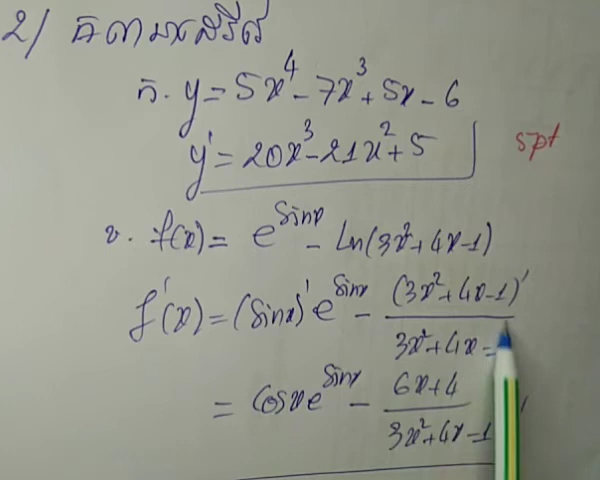 2/ គណនាដេរីវេ
ក. y = 5x⁴ - 7x³ + 5x - 6
y' = 20x³ - 21x² + 5
5pt
ខ. f(x) = e^sinx - ln(3x² + 4x - 1)
f'(x) = (sinx)' e^sinx - (3x² + 4x - 1)' / 3x² + 4x -
= cosx e^sinx - 6x + 4 / 3x² + 4x - 1